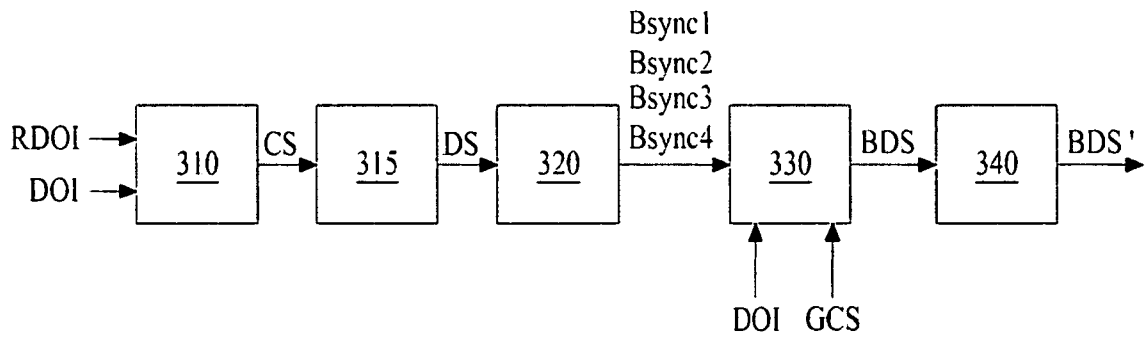 Bsync1
Bsync2
Bsync3
Bsync4
RDOI
DOI
310
CS
315
DS
320
330
BDS
340
BDS'
DOI
GCS